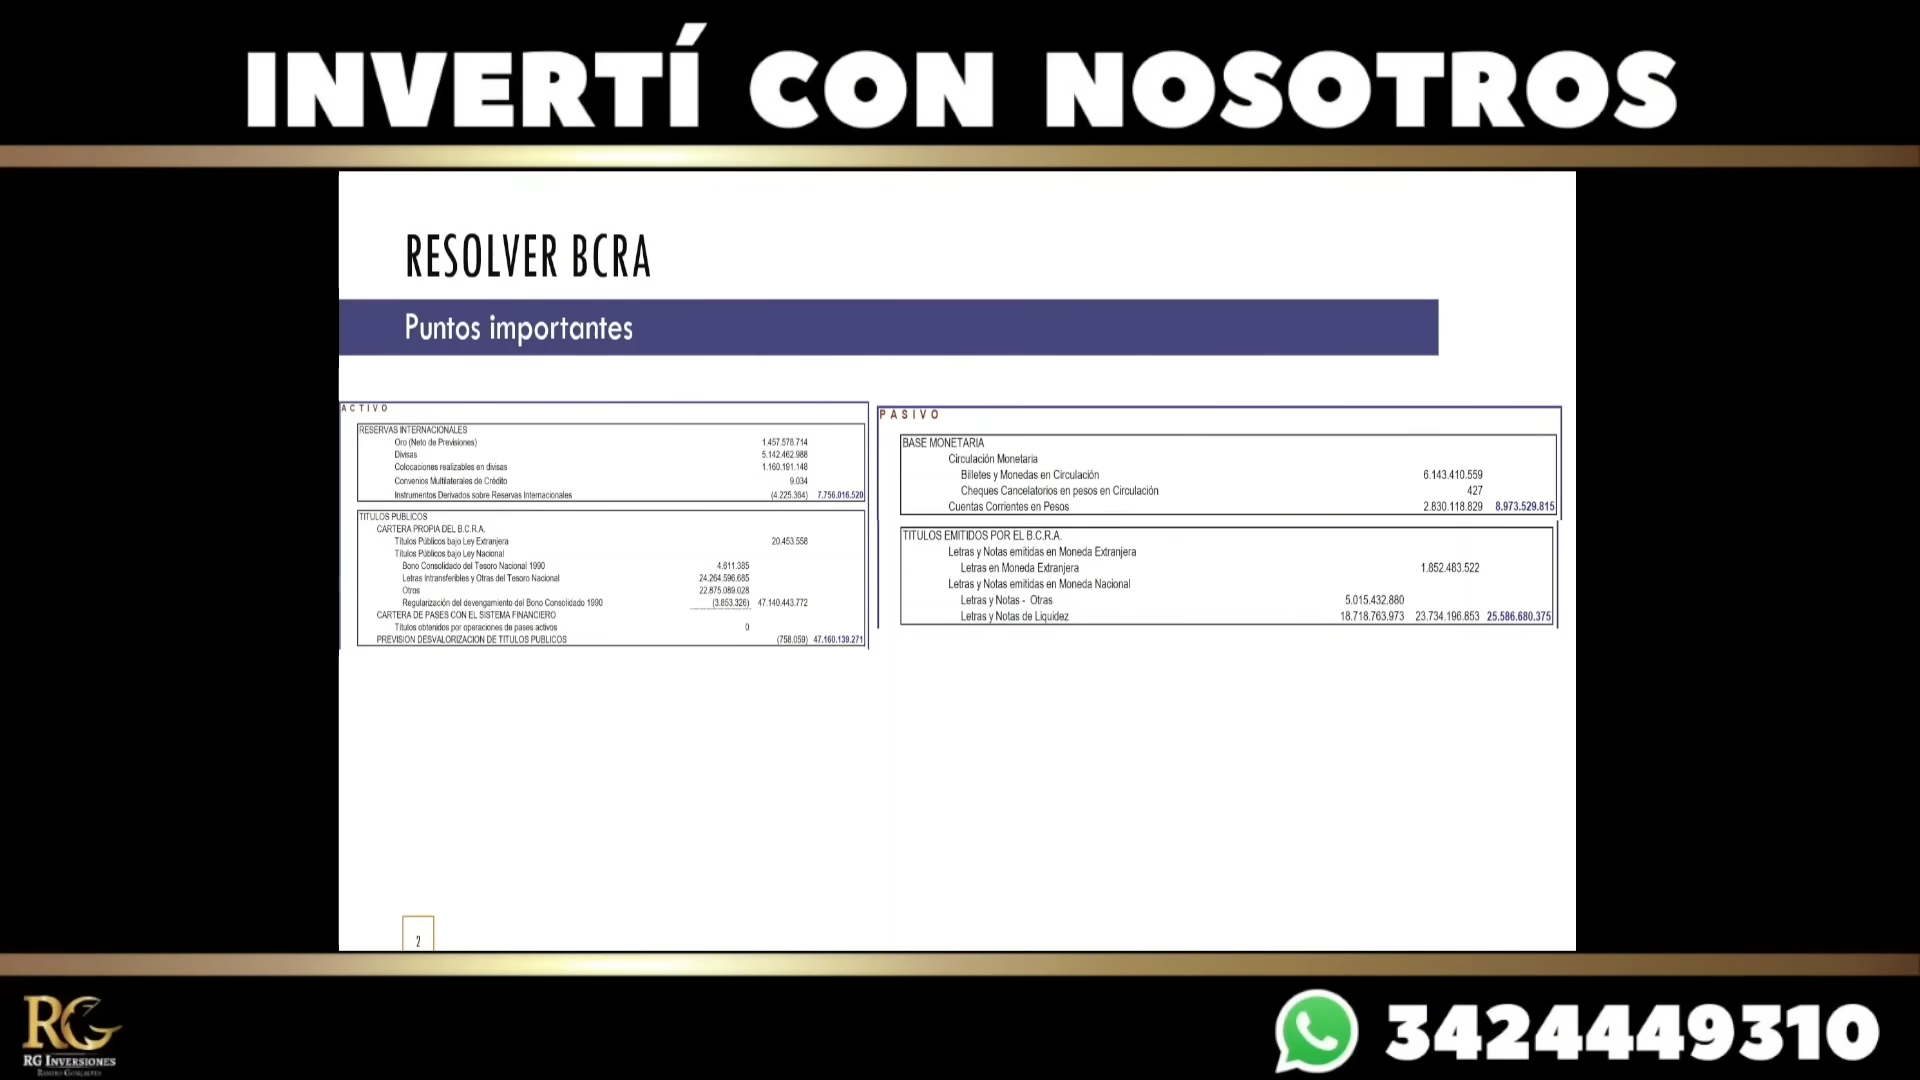 INVERTÍ CON NOSOTROS
RESOLVER BCRA
Puntos importantes
ACTIVO
RESERVAS INTERNACIONALES
Oro (Neto de Previsiones) 1.457.578.714
Divisas 5.142.462.988
Colocaciones realizables en divisas 1.160.191.148
Convenios Multilaterales de Crédito 9.034
Instrumentos Derivados sobre Reservas Internacionales (4.225.364) 7.756.016.520
TITULOS PUBLICOS
CARTERA PROPIA DEL B.C.R.A.
Títulos Públicos bajo Ley Extranjera 20.453.558
Títulos Públicos bajo Ley Nacional
Bono Consolidado del Tesoro Nacional 1990 4.611.385
Letras Intransferibles y Otras del Tesoro Nacional 24.264.596.685
Otros 22.875.089.028
Regularización del devengamiento del Bono Consolidado 1990 (3.853.326) 47.140.443.772
CARTERA DE PASES CON EL SISTEMA FINANCIERO
Títulos obtenidos por operaciones de pases activos 0
PREVISION DESVALORIZACION DE TITULOS PUBLICOS (758.059) 47.160.139.271
PASIVO
BASE MONETARIA
Circulación Monetaria
Billetes y Monedas en Circulación 6.143.410.559
Cheques Cancelatorios en pesos en Circulación 427
Cuentas Corrientes en Pesos 2.830.118.829 8.973.529.815
TITULOS EMITIDOS POR EL B.C.R.A.
Letras y Notas emitidas en Moneda Extranjera
Letras en Moneda Extranjera 1.852.483.522
Letras y Notas emitidas en Moneda Nacional
Letras y Notas - Otras 5.015.432.880
Letras y Notas de Liquidez 18.718.763.973 23.734.196.853 25.586.680.375
2
RG
RG INVERSIONES
RAMIRO GONZALVES
3424449310